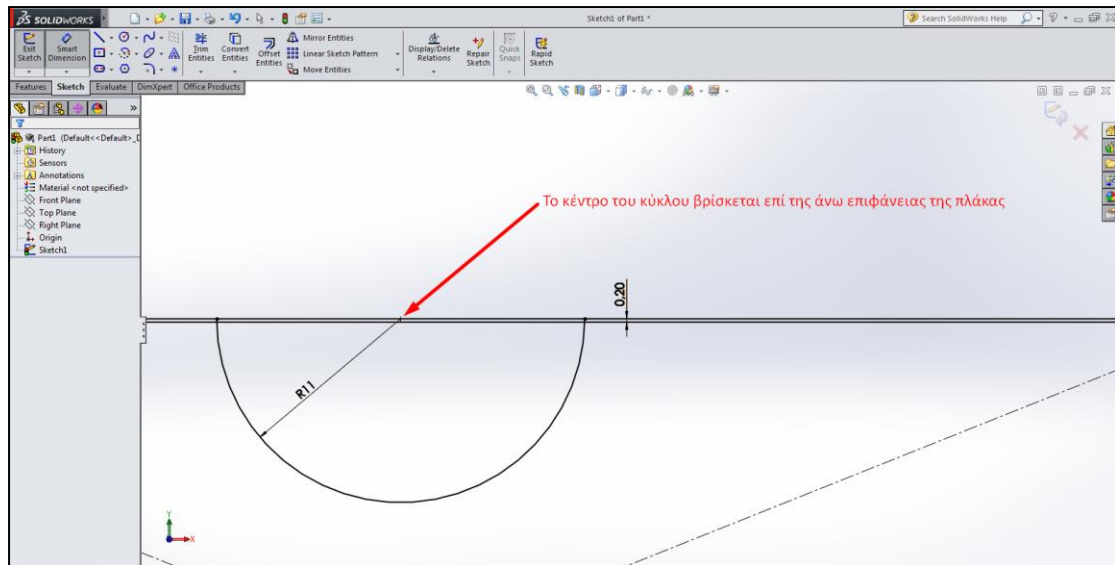 SOLIDWORKS
Sketch1 of Part1 *
Search SolidWorks Help
Exit Sketch
Smart Dimension
Trim Entities
Convert Entities
Offset Entities
Mirror Entities
Linear Sketch Pattern
Move Entities
Display/Delete Relations
Repair Sketch
Quick Snaps
Rapid Sketch
Features Sketch Evaluate DimXpert Office Products
Part1 (Default<<Default>_D
History
Sensors
Annotations
Material <not specified>
Front Plane
Top Plane
Right Plane
Origin
Sketch1
Το κέντρο του κύκλου βρίσκεται επί της άνω επιφάνειας της πλάκας
0,20
R11
Y
X